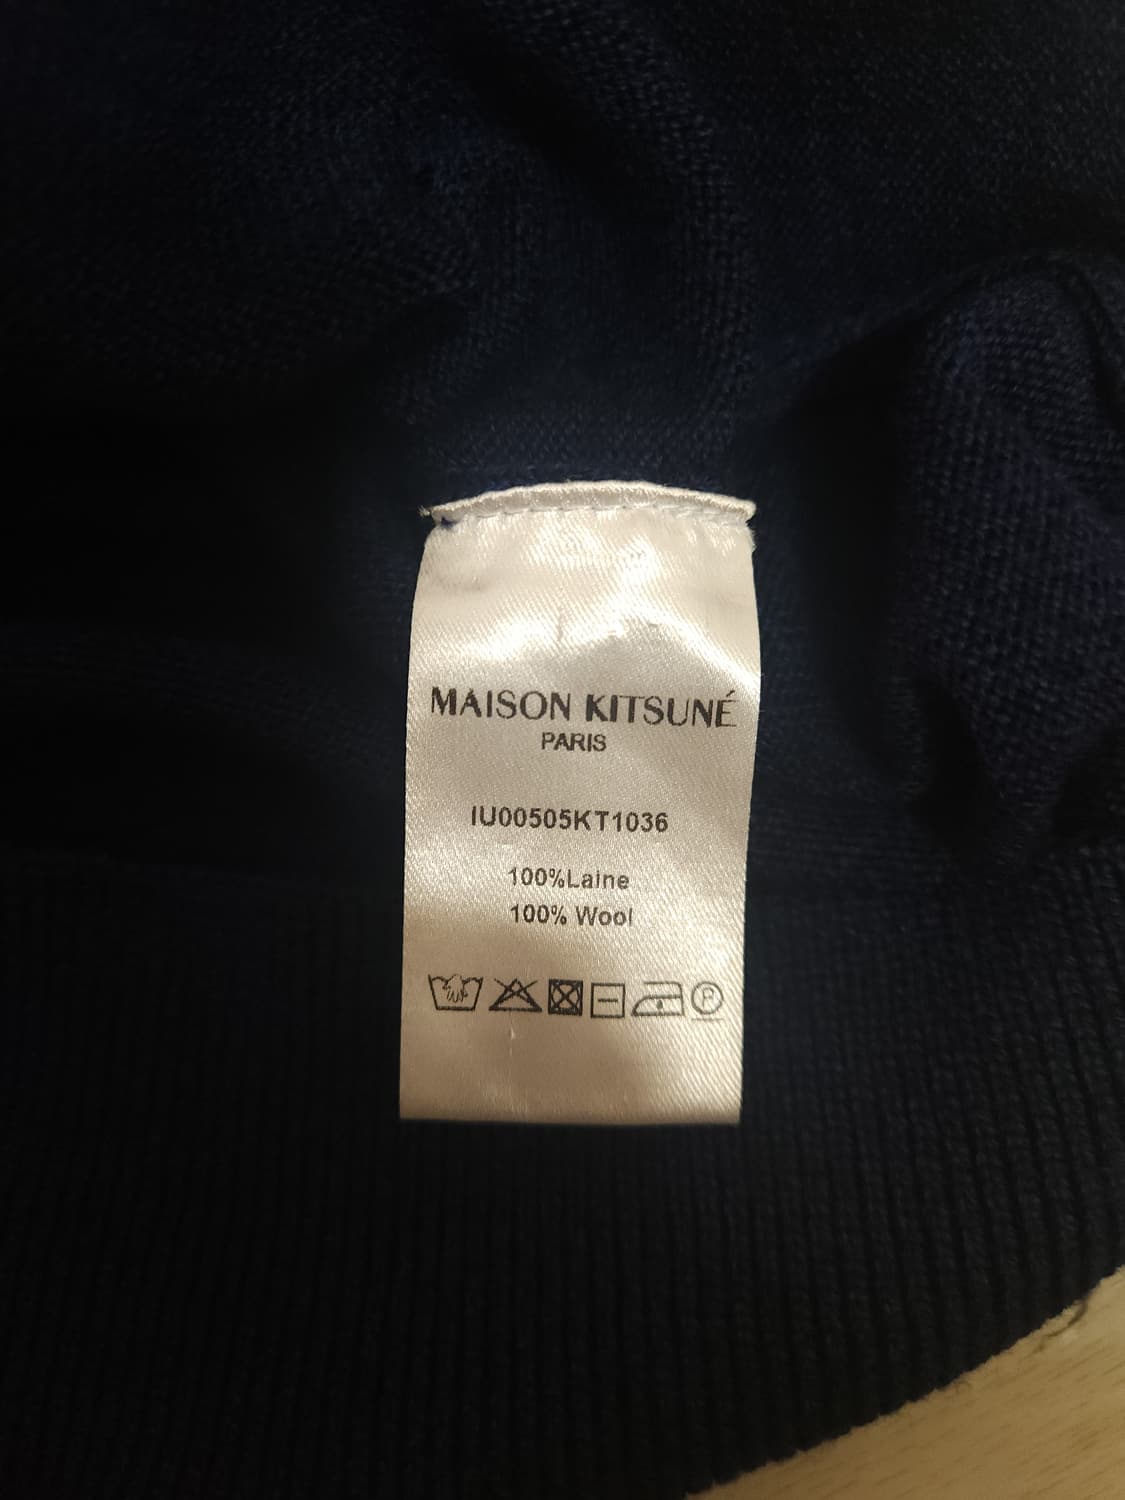 MAISON KITSUNÉ
PARIS
IU00505KT1036
100%Laine
100% Wool
P